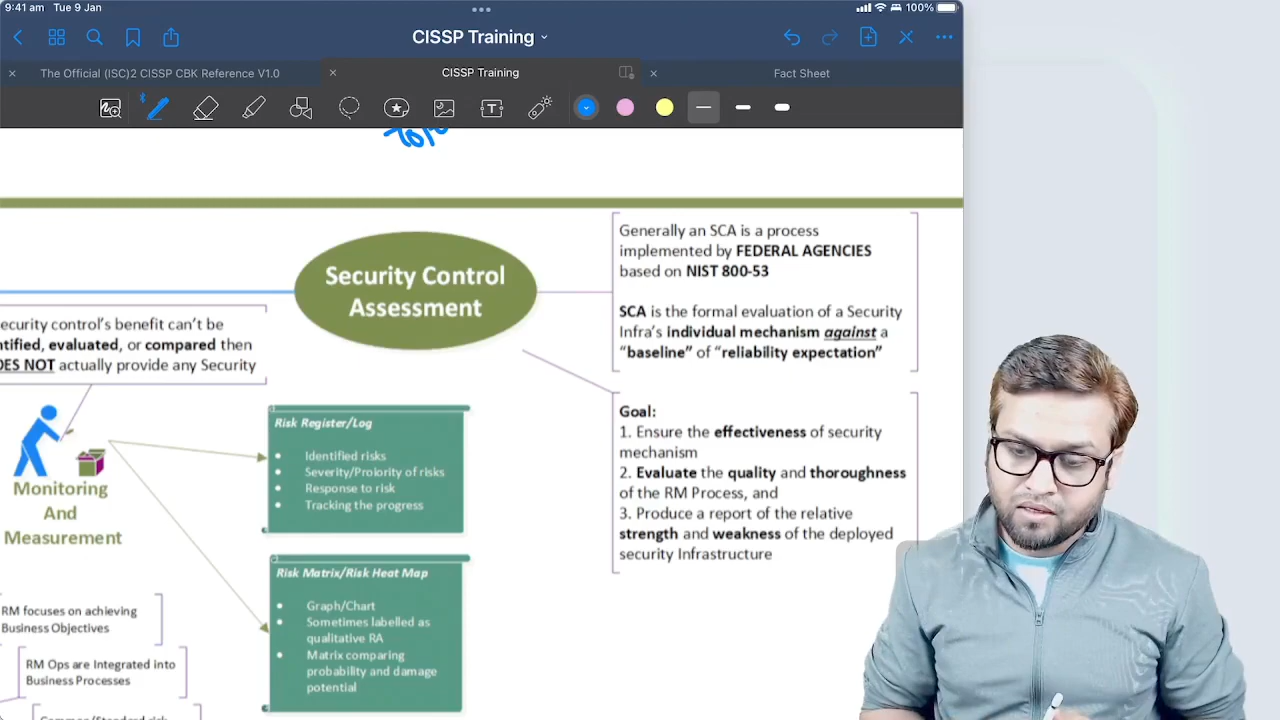 9:41 am Tue 9 Jan
100%
CISSP Training
The Official (ISC)2 CISSP CBK Reference V1.0
CISSP Training
Fact Sheet
Security Control
Assessment
Generally an SCA is a process
implemented by FEDERAL AGENCIES
based on NIST 800-53
SCA is the formal evaluation of a Security
Infra's individual mechanism against a
"baseline" of "reliability expectation"
ecurity control's benefit can't be
ntified, evaluated, or compared then
OES NOT actually provide any Security
Goal:
1. Ensure the effectiveness of security
mechanism
2. Evaluate the quality and thoroughness
of the RM Process, and
3. Produce a report of the relative
strength and weakness of the deployed
security Infrastructure
Monitoring
And
Measurement
Risk Register/Log
Identified risks
Severity/Proiority of risks
Response to risk
Tracking the progress
Risk Matrix/Risk Heat Map
Graph/Chart
Sometimes labelled as
qualitative RA
Matrix comparing
probability and damage
potential
RM focuses on achieving
Business Objectives
RM Ops are Integrated into
Business Processes